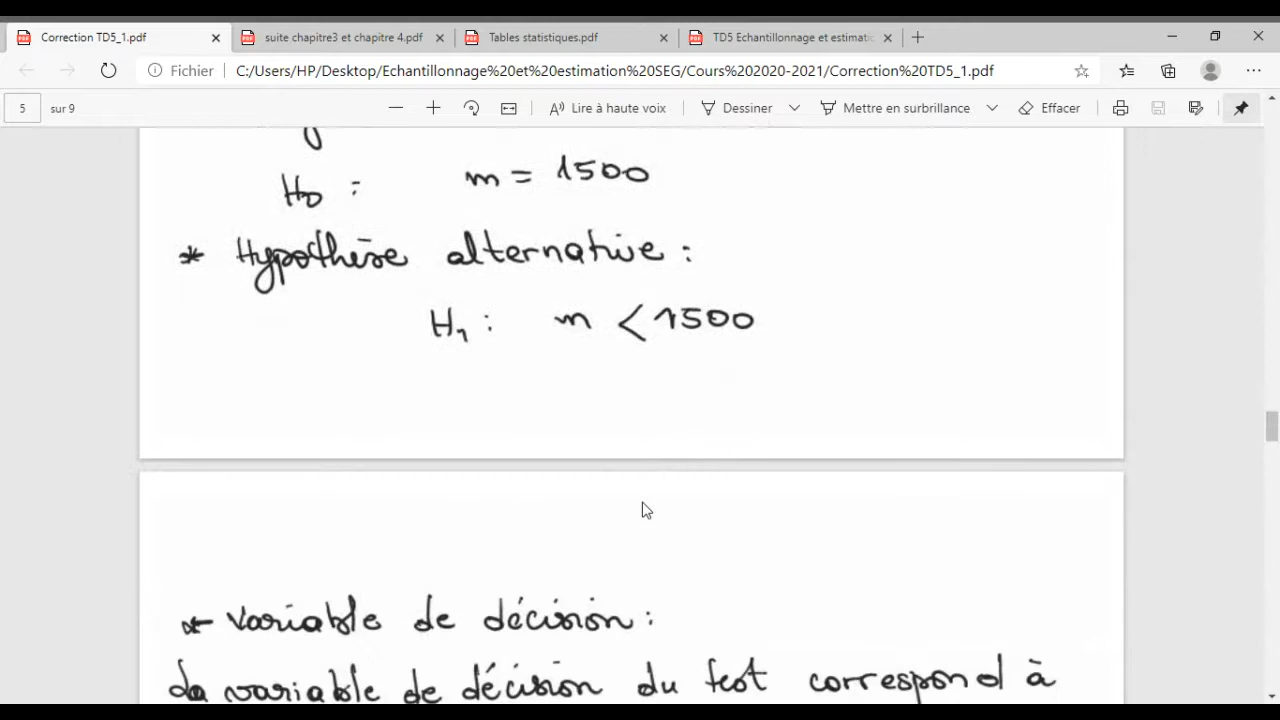 Correction TD5_1.pdf
suite chapitre3 et chapitre 4.pdf
Tables statistiques.pdf
TD5 Echantillonnage et estimatic
Fichier
C:/Users/HP/Desktop/Echantillonnage%20et%20estimation%20SEG/Cours%202020-2021/Correction%20TD5_1.pdf
5 sur 9
Lire à haute voix
Dessiner
Mettre en surbrillance
Effacer
H0 : m = 1500
* Hypothèse alternative :
H1 : m < 1500
* Variable de décision :
La variable de décision du test correspond à